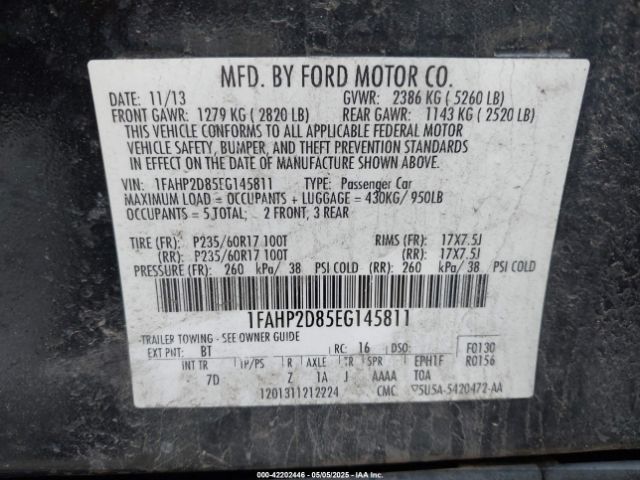 MFD. BY FORD MOTOR CO.
DATE: 11/13 GVWR: 2386 KG ( 5260 LB)
FRONT GAWR: 1279 KG ( 2820 LB) REAR GAWR: 1143 KG ( 2520 LB)
THIS VEHICLE CONFORMS TO ALL APPLICABLE FEDERAL MOTOR
VEHICLE SAFETY, BUMPER, AND THEFT PREVENTION STANDARDS
IN EFFECT ON THE DATE OF MANUFACTURE SHOWN ABOVE.
VIN: 1FAHP2D85EG145811 TYPE: Passenger Car
MAXIMUM LOAD = OCCUPANTS + LUGGAGE = 430KG/ 950LB
OCCUPANTS = 5 TOTAL; 2 FRONT, 3 REAR
TIRE (FR): P235/60R17 100T RIMS (FR): 17X7.5J
(RR): P235/60R17 100T (RR): 17X7.5J
PRESSURE (FR): 260 kPa/ 38 PSI COLD (RR): 260 kPa/ 38 PSI COLD
1FAHP2D85EG145811
TRAILER TOWING - SEE OWNER GUIDE
EXT PNT: BT RC: 16 DSO: F0130
INT TR TP/PS R AXLE TR SPR EPH1F R0156
7D Z 1A J AAAA TOA
1201311212224 CMC 5U5A-5420472-AA
000-42202446 - 05/05/2025 - IAA Inc.